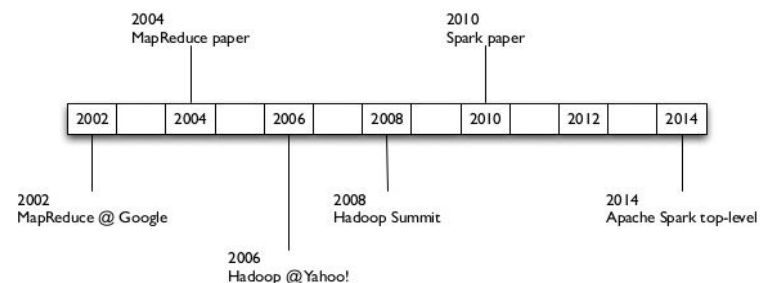 2004
MapReduce paper
2010
Spark paper
2002 2004 2006 2008 2010 2012 2014
2002
MapReduce @ Google
2008
Hadoop Summit
2014
Apache Spark top-level
2006
Hadoop @Yahoo!